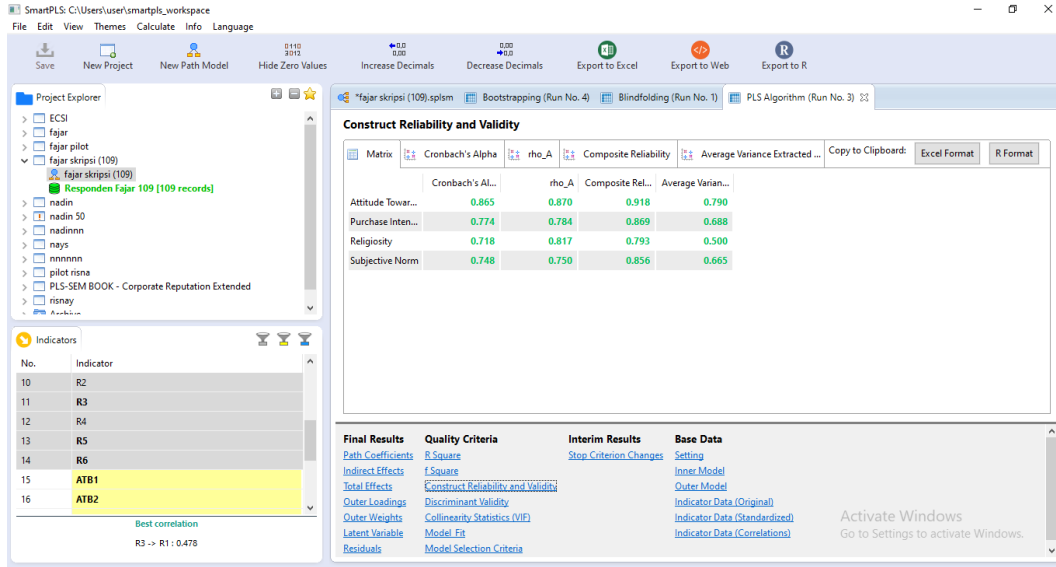 SmartPLS: C:\Users\user\smartpls_workspace
File Edit View Themes Calculate Info Language
Save New Project New Path Model Hide Zero Values Increase Decimals Decrease Decimals Export to Excel Export to Web Export to R
Project Explorer
ECSI
fajar
fajar pilot
fajar skripsi (109)
fajar skripsi (109)
Responden Fajar 109 [109 records]
nadin
nadin 50
nadinnn
nays
nnnnnn
pilot risna
PLS-SEM BOOK - Corporate Reputation Extended
risnay
Archive
Indicators
No. Indicator
10 R2
11 R3
12 R4
13 R5
14 R6
15 ATB1
16 ATB2
Best correlation
R3 -> R1 : 0.478
*fajar skripsi (109).splsm Bootstrapping (Run No. 4) Blindfolding (Run No. 1) PLS Algorithm (Run No. 3)
Construct Reliability and Validity
Matrix Cronbach's Alpha rho_A Composite Reliability Average Variance Extracted ... Copy to Clipboard: Excel Format R Format
Cronbach's Al... rho_A Composite Rel... Average Varian...
Attitude Towar... 0.865 0.870 0.918 0.790
Purchase Inten... 0.774 0.784 0.869 0.688
Religiosity 0.718 0.817 0.793 0.500
Subjective Norm 0.748 0.750 0.856 0.665
Final Results Quality Criteria Interim Results Base Data
Path Coefficients R Square Stop Criterion Changes Setting
Indirect Effects f Square Inner Model
Total Effects Construct Reliability and Validity Outer Model
Outer Loadings Discriminant Validity Indicator Data (Original)
Outer Weights Collinearity Statistics (VIF) Indicator Data (Standardized)
Latent Variable Model Fit Indicator Data (Correlations)
Residuals Model Selection Criteria
Activate Windows
Go to Settings to activate Windows.